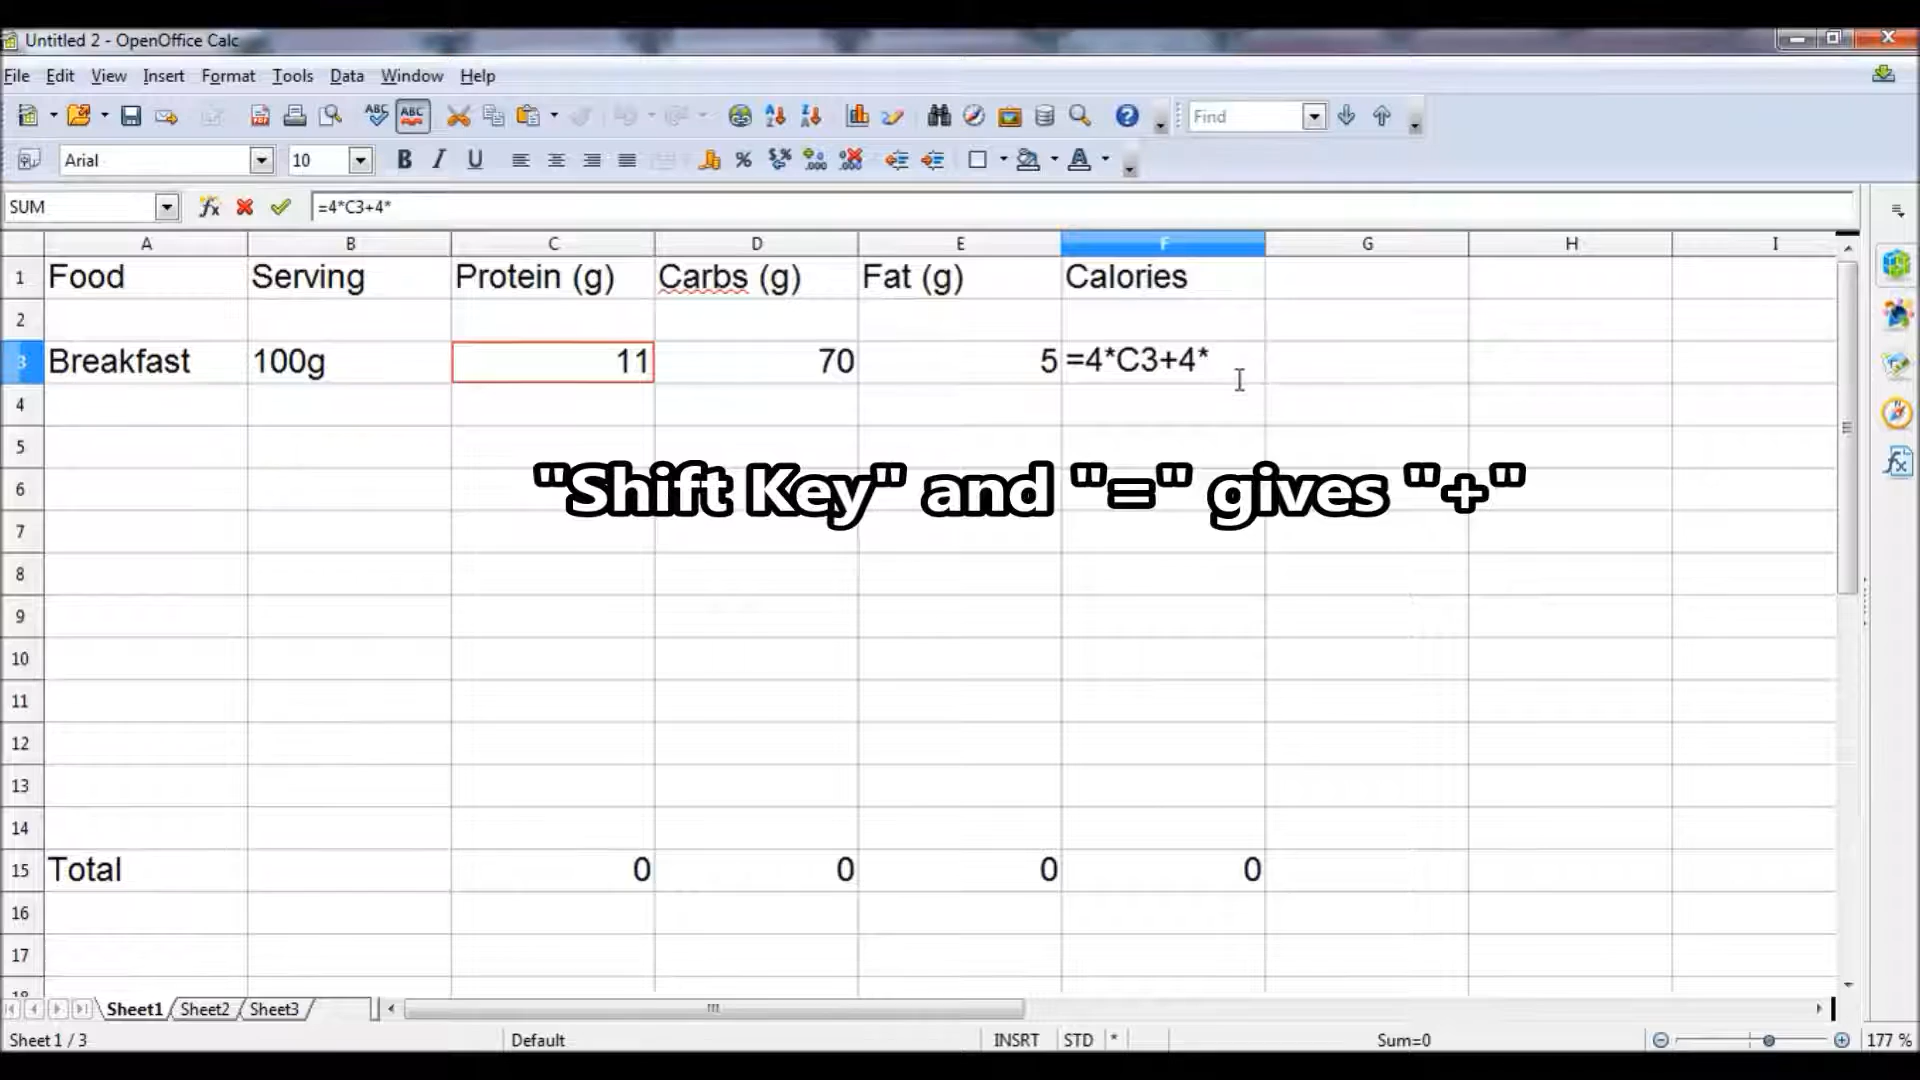 Untitled 2 - OpenOffice Calc
File Edit View Insert Format Tools Data Window Help
ABC ABC Find
Arial 10 B I U
SUM =4*C3+4*
A B C D E F G H I
1 Food Serving Protein (g) Carbs (g) Fat (g) Calories
2
3 Breakfast 100g 11 70 5 =4*C3+4*
4
5
"Shift Key" and "=" gives "+"
6
7
8
9
10
11
12
13
14
15 Total 0 0 0 0
16
17
18
Sheet1 Sheet2 Sheet3
Sheet 1 / 3 Default INSRT STD * Sum=0 177 %